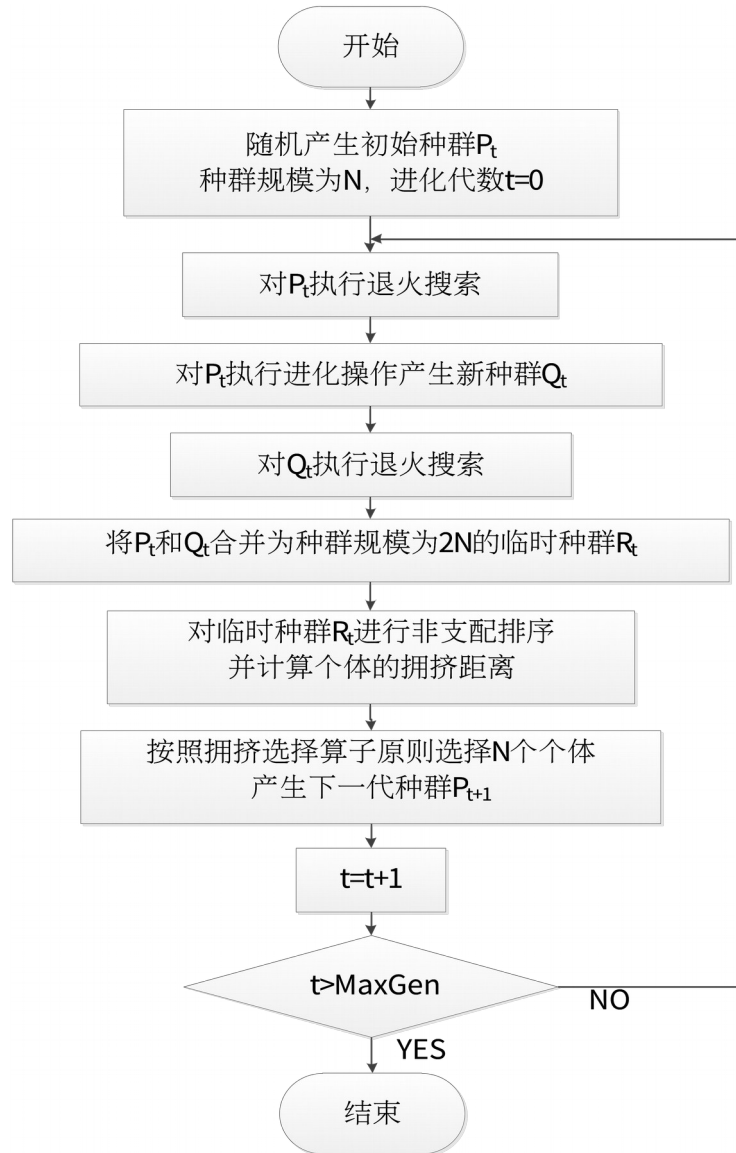 开始
随机产生初始种群Pt
种群规模为N，进化代数t=0
对Pt执行退火搜索
对Pt执行进化操作产生新种群Qt
对Qt执行退火搜索
将Pt和Qt合并为种群规模为2N的临时种群Rt
对临时种群Rt进行非支配排序
并计算个体的拥挤距离
按照拥挤选择算子原则选择N个个体
产生下一代种群Pt+1
t=t+1
t>MaxGen
NO
YES
结束